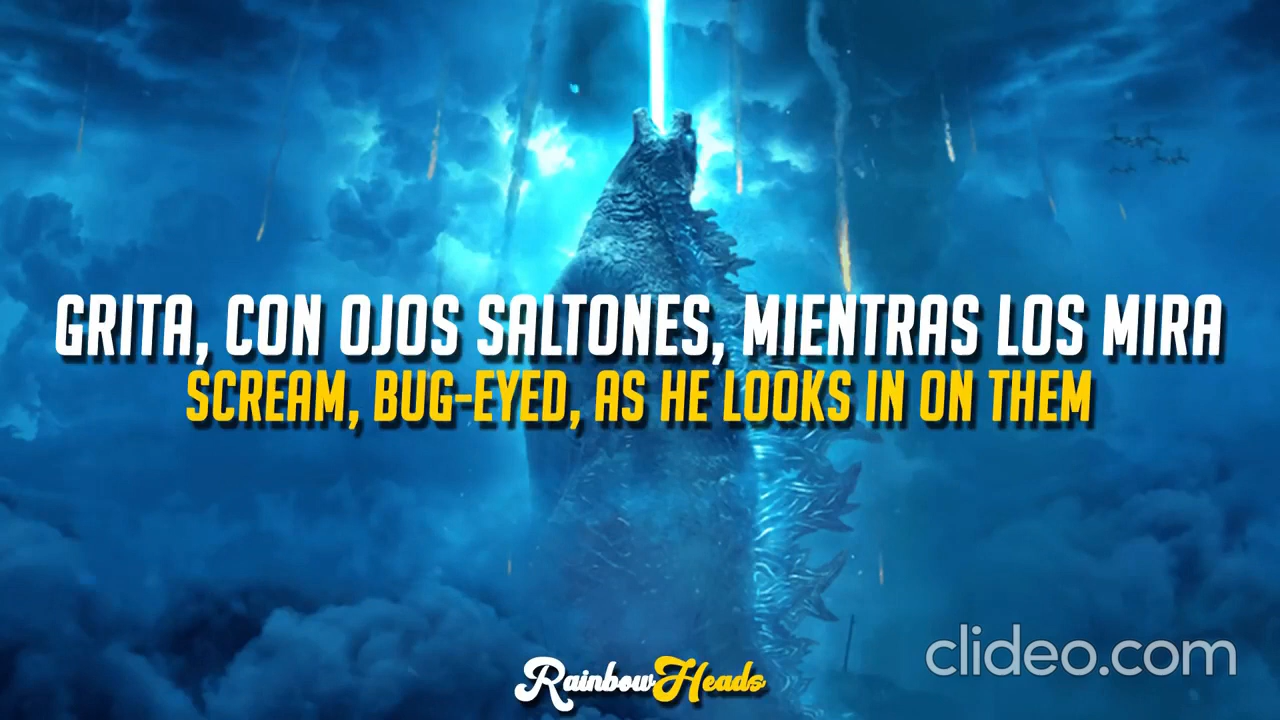 GRITA, CON OJOS SALTONES, MIENTRAS LOS MIRA
SCREAM, BUG-EYED, AS HE LOOKS IN ON THEM
clideo.com
RainbowHeads